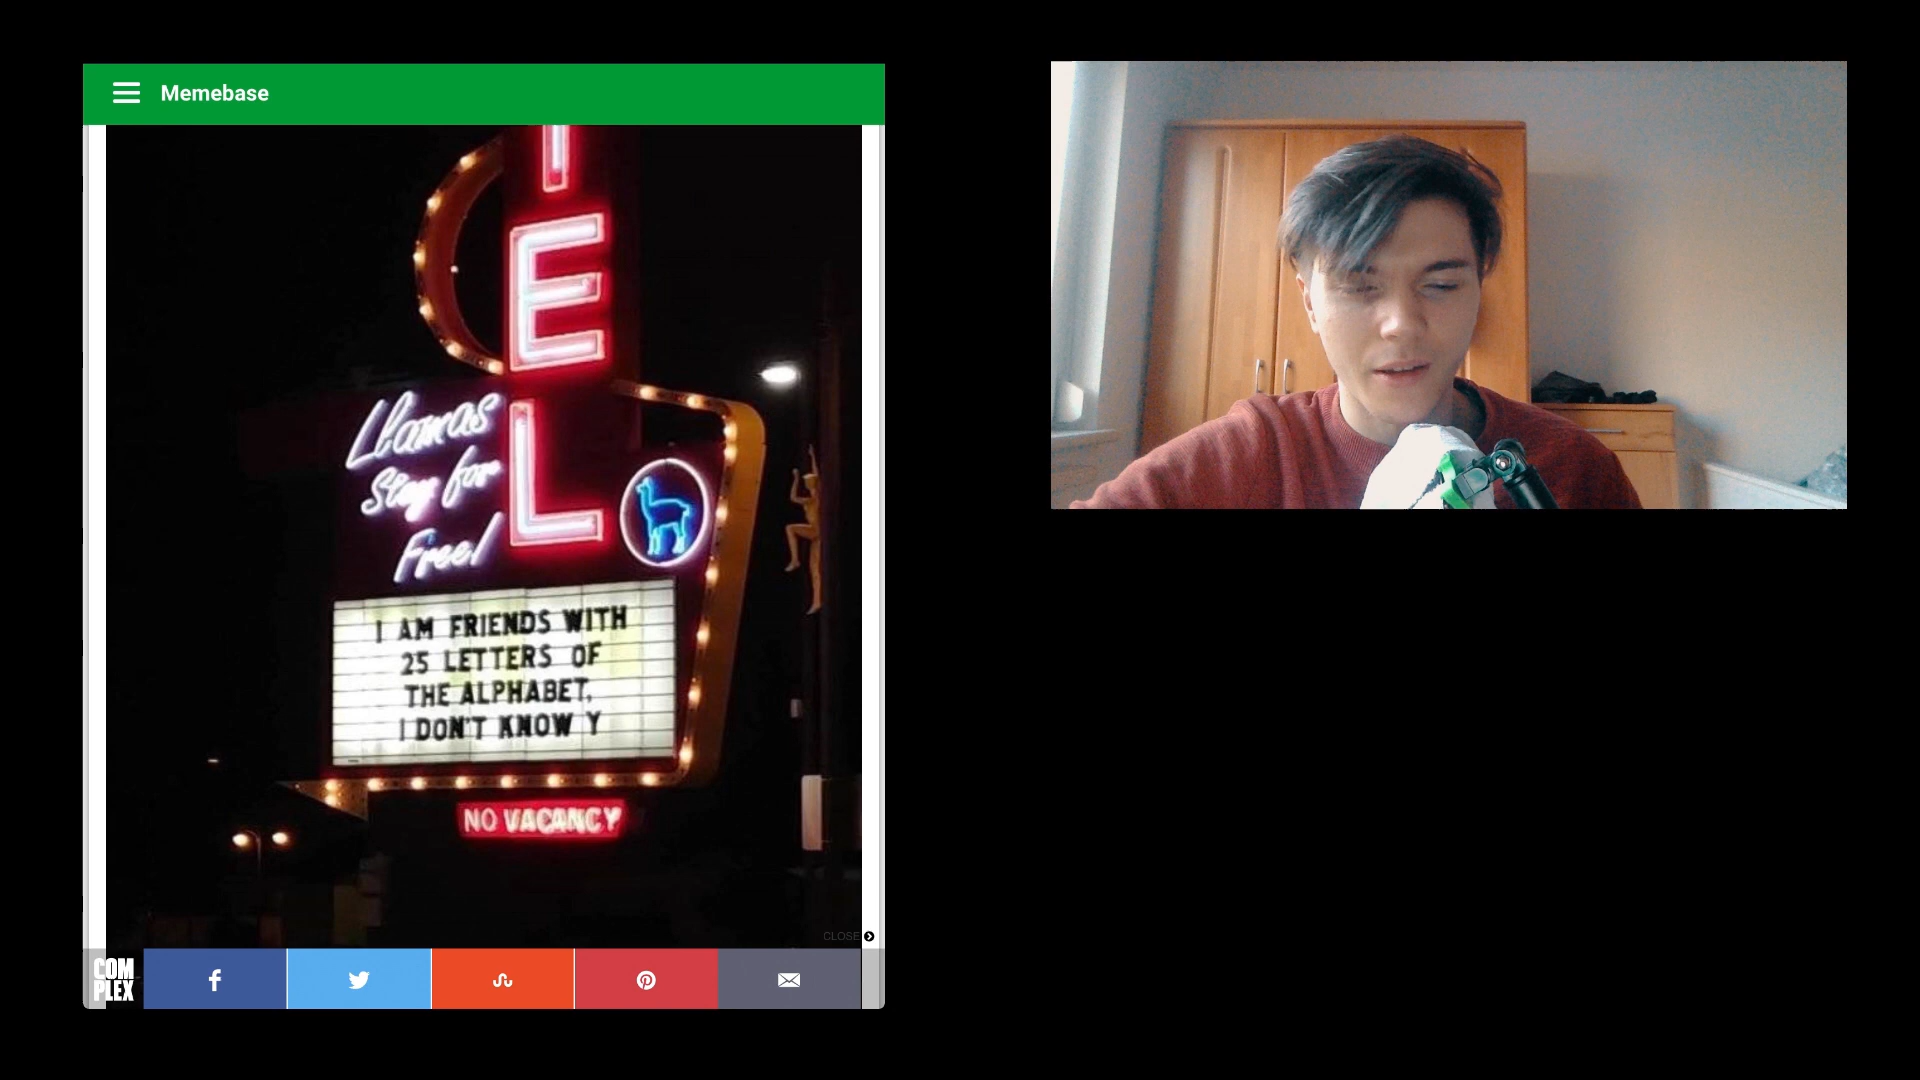 Memebase
I
E
L
Llamas
Stay for
Free!
I AM FRIENDS WITH
25 LETTERS OF
THE ALPHABET,
I DON'T KNOW Y
NO VACANCY
CLOSE
COM
PLEX